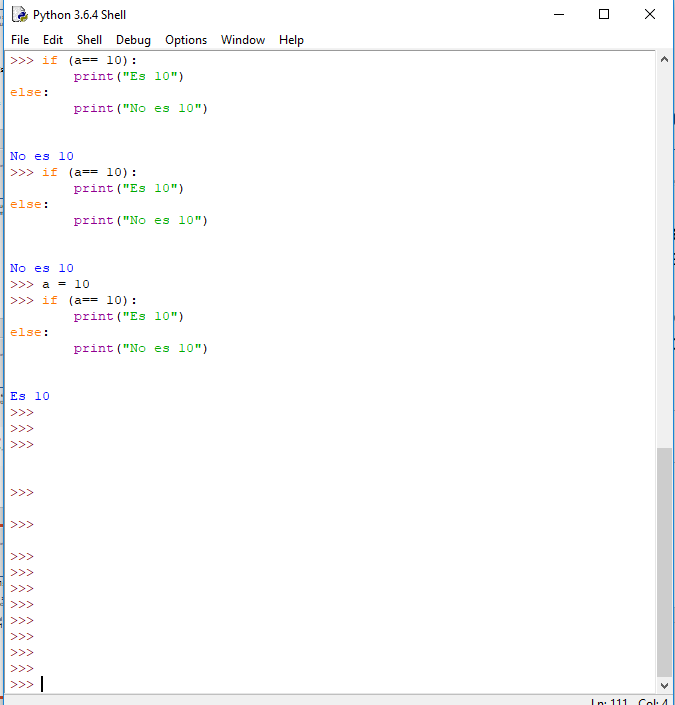 Python 3.6.4 Shell
File Edit Shell Debug Options Window Help
>>> if (a== 10):
        print("Es 10")
else:
        print("No es 10")
No es 10
>>> if (a== 10):
        print("Es 10")
else:
        print("No es 10")
No es 10
>>> a = 10
>>> if (a== 10):
        print("Es 10")
else:
        print("No es 10")
Es 10
>>>
>>>
>>>
>>>
>>>
>>>
>>>
>>>
>>>
>>>
>>>
>>>
>>>
>>>
Ln: 111 Col: 4